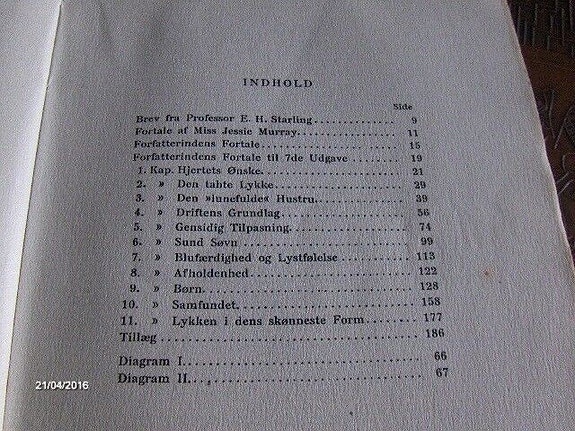 INDHOLD
Side
Brev fra Professor E. H. Starling................ 9
Fortale af Miss Jessie Murray.................... 11
Forfatterindens Fortale.......................... 15
Forfatterindens Fortale til 7de Udgave........... 19
1. Kap. Hjertets Ønske........................... 21
2. » Den tabte Lykke............................. 29
3. » Den »lunefulde« Hustru...................... 39
4. » Driftens Grundlag........................... 56
5. » Gensidig Tilpasning......................... 74
6. » Sund Søvn................................... 99
7. » Blufærdighed og Lystfølelse................. 113
8. » Afholdenhed................................. 122
9. » Børn........................................ 128
10. » Samfundet.................................. 158
11. » Lykken i dens skønneste Form............... 177
Tillæg........................................... 186
Diagram I........................................ 66
Diagram II....................................... 67
21/04/2016